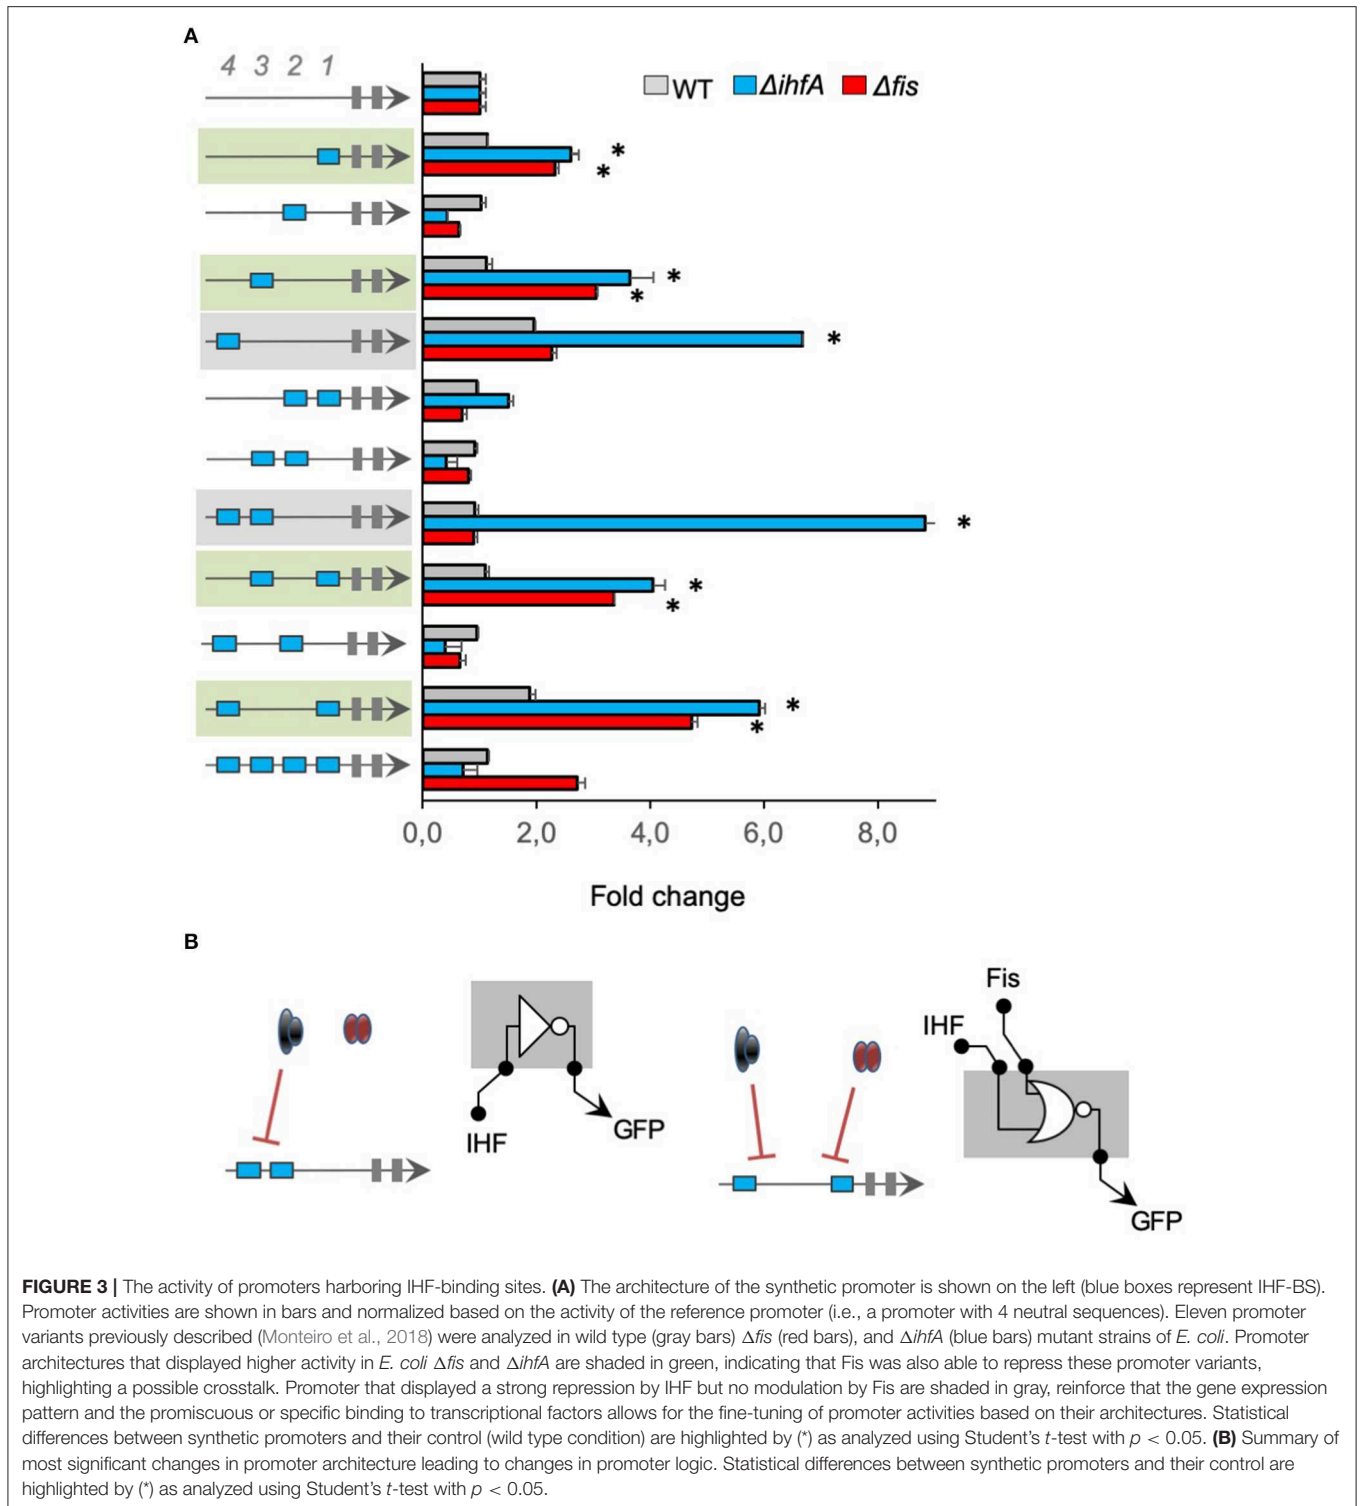 A
4 3 2 1
WT ΔihfA Δfis
*
*
*
*
*
*
*
*
*
*
0,0 2,0 4,0 6,0 8,0
Fold change
B
Fis
IHF
IHF
GFP
GFP
FIGURE 3 | The activity of promoters harboring IHF-binding sites. (A) The architecture of the synthetic promoter is shown on the left (blue boxes represent IHF-BS).
Promoter activities are shown in bars and normalized based on the activity of the reference promoter (i.e., a promoter with 4 neutral sequences). Eleven promoter
variants previously described (Monteiro et al., 2018) were analyzed in wild type (gray bars) Δfis (red bars), and ΔihfA (blue bars) mutant strains of E. coli. Promoter
architectures that displayed higher activity in E. coli Δfis and ΔihfA are shaded in green, indicating that Fis was also able to repress these promoter variants,
highlighting a possible crosstalk. Promoter that displayed a strong repression by IHF but no modulation by Fis are shaded in gray, reinforce that the gene expression
pattern and the promiscuous or specific binding to transcriptional factors allows for the fine-tuning of promoter activities based on their architectures. Statistical
differences between synthetic promoters and their control (wild type condition) are highlighted by (*) as analyzed using Student's t-test with p < 0.05. (B) Summary of
most significant changes in promoter architecture leading to changes in promoter logic. Statistical differences between synthetic promoters and their control are
highlighted by (*) as analyzed using Student's t-test with p < 0.05.